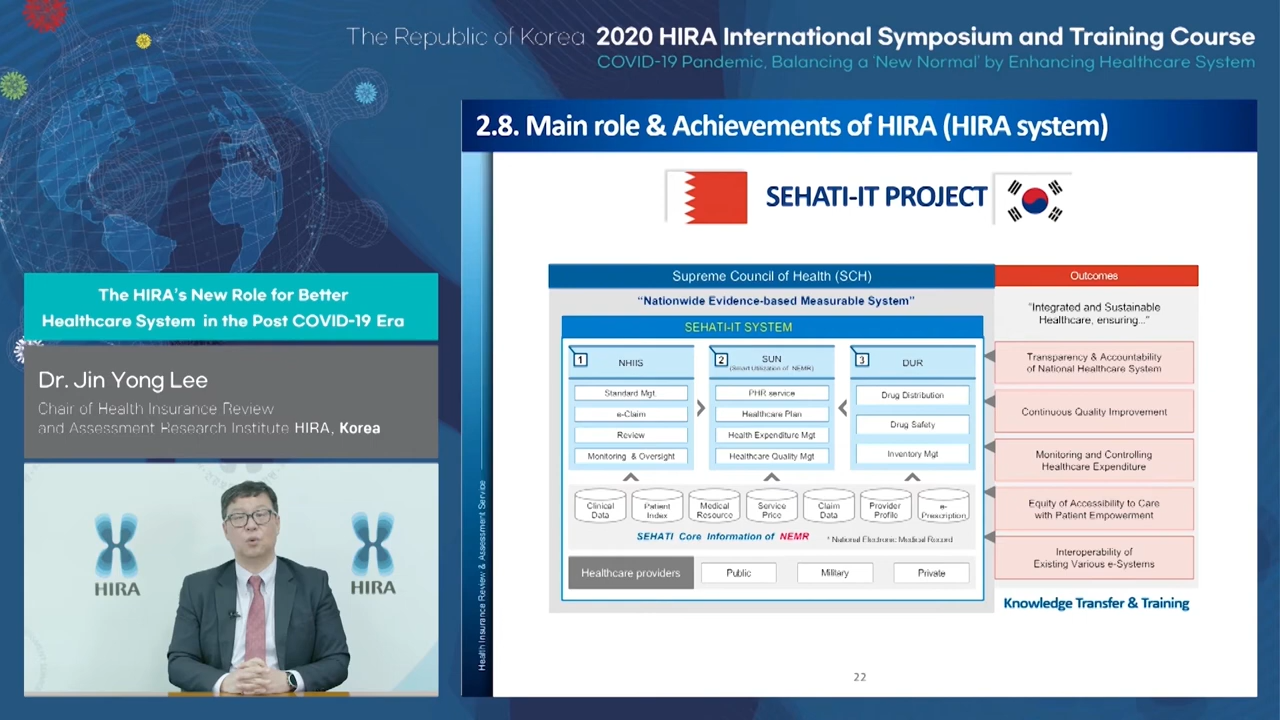 The Republic of Korea 2020 HIRA International Symposium and Training Course
COVID-19 Pandemic, Balancing a 'New Normal' by Enhancing Healthcare System
The HIRA's New Role for Better
Healthcare System in the Post COVID-19 Era
Dr. Jin Yong Lee
Chair of Health Insurance Review
and Assessment Research Institute HIRA, Korea
HIRA
HIRA
2.8. Main role & Achievements of HIRA (HIRA system)
Health Insurance Review & Assessment Service
SEHATI-IT PROJECT
Supreme Council of Health (SCH)
"Nationwide Evidence-based Measurable System"
SEHATI-IT SYSTEM
1 NHIIS
Standard Mgt.
e-Claim
Review
Monitoring & Oversight
2 SUN
(Smart Utilization of NEMR)
PHR service
Healthcare Plan
Health Expenditure Mgt
Healthcare Quality Mgt
3 DUR
Drug Distribution
Drug Safety
Inventory Mgt
Clinical
Data
Patient
Index
Medical
Resource
Service
Price
Claim
Data
Provider
Profile
e-
Prescription
SEHATI Core Information of NEMR
* National Electronic Medical Record
Healthcare providers
Public
Military
Private
Outcomes
"Integrated and Sustainable
Healthcare, ensuring..."
Transparency & Accountability
of National Healthcare System
Continuous Quality Improvement
Monitoring and Controlling
Healthcare Expenditure
Equity of Accessibility to Care
with Patient Empowerment
Interoperability of
Existing Various e-Systems
Knowledge Transfer & Training
22